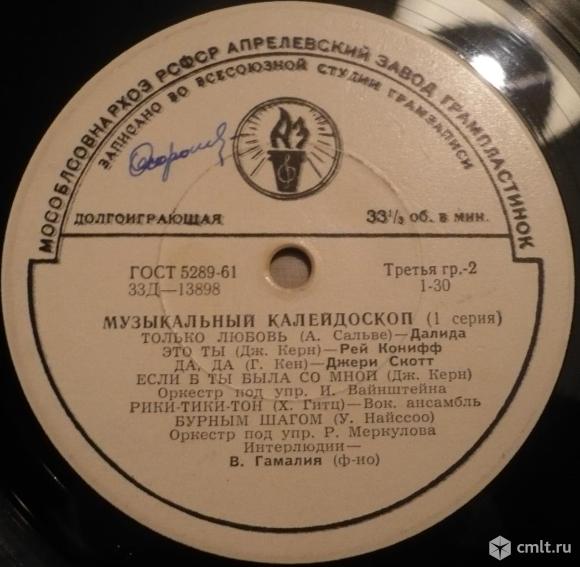 МОСОБЛСОВНАРХОЗ РСФСР АПРЕЛЕВСКИЙ ЗАВОД ГРАМПЛАСТИНОК
ЗАПИСАНО ВО ВСЕСОЮЗНОЙ СТУДИИ ГРАМЗАПИСИ
АЗ
ДОЛГОИГРАЮЩАЯ 33⅓ об. в мин.
ГОСТ 5289-61 Третья гр.-2
33Д—13898 1-30
МУЗЫКАЛЬНЫЙ КАЛЕЙДОСКОП (1 серия)
ТОЛЬКО ЛЮБОВЬ (А. Сальве)—Далида
ЭТО ТЫ (Дж. Керн)—Рей Конифф
ДА, ДА (Г. Кен)—Джери Скотт
ЕСЛИ Б ТЫ БЫЛА СО МНОЙ (Дж. Керн)
Оркестр под упр. И. Вайнштейна
РИКИ-ТИКИ-ТОН (Х. Гитц)—Вок. ансамбль
БУРНЫМ ШАГОМ (У. Найссоо)
Оркестр под упр. Р. Меркулова
Интерлюдии—
В. Гамалия (ф-но)
cmlt.ru